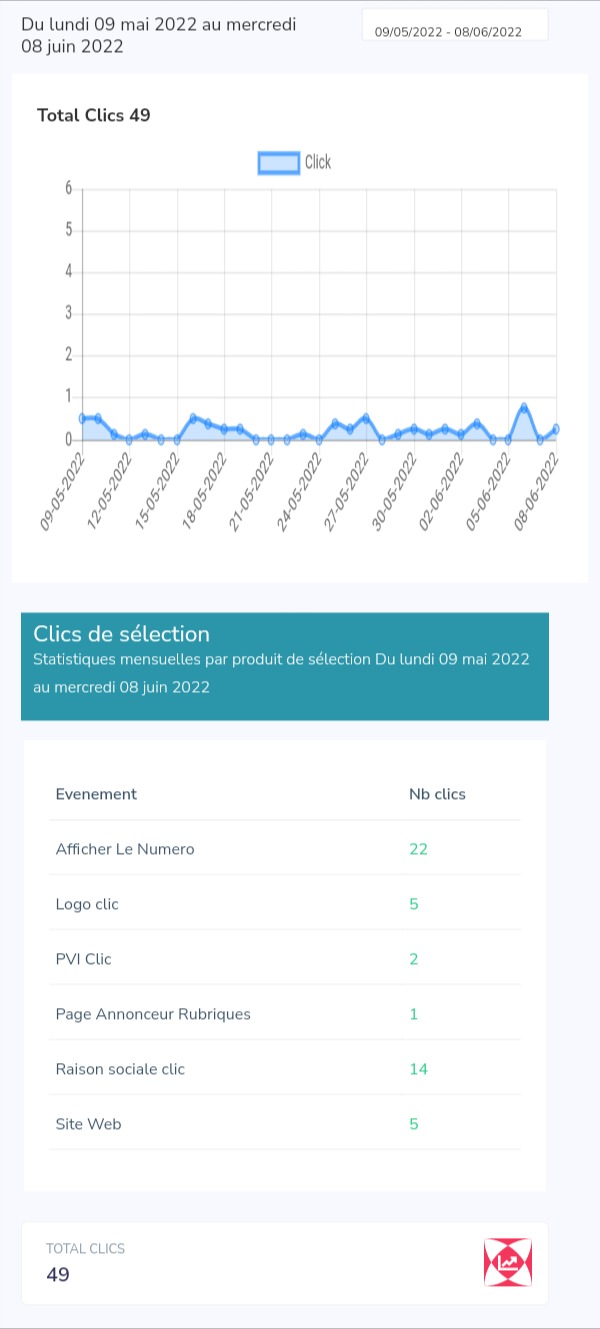 Du lundi 09 mai 2022 au mercredi
08 juin 2022
09/05/2022 - 08/06/2022
Total Clics 49
Click
6
5
4
3
2
1
0
09-05-2022
12-05-2022
15-05-2022
18-05-2022
21-05-2022
24-05-2022
27-05-2022
30-05-2022
02-06-2022
05-06-2022
08-06-2022
Clics de sélection
Statistiques mensuelles par produit de sélection Du lundi 09 mai 2022
au mercredi 08 juin 2022
Evenement Nb clics
Afficher Le Numero 22
Logo clic 5
PVI Clic 2
Page Annonceur Rubriques 1
Raison sociale clic 14
Site Web 5
TOTAL CLICS
49